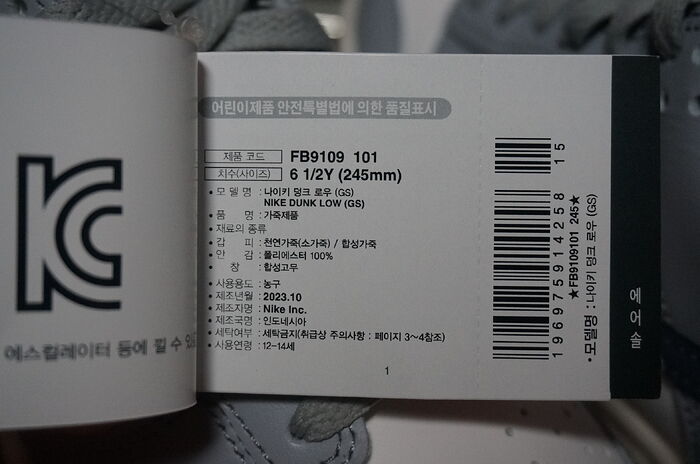 KC
에스컬레이터 등에 낄 수
어린이제품 안전특별법에 의한 품질표시
제품 코드 FB9109 101
치수(사이즈) 6 1/2Y (245mm)
• 모 델 명 : 나이키 덩크 로우 (GS)
NIKE DUNK LOW (GS)
• 품 명 : 가죽제품
• 재료의 종류
• 갑 피 : 천연가죽(소가죽) / 합성가죽
• 안 감 : 폴리에스터 100%
• 창 : 합성고무
• 사용용도 : 농구
• 제조년월 : 2023.10
• 제조자명 : Nike Inc.
• 제조국명 : 인도네시아
• 세탁여부 : 세탁금지(취급상 주의사항 : 페이지 3~4참조)
• 사용연령 : 12-14세
1
15
196975914258
★FB9109101 245★
• 모델명 : 나이키 덩크 로우 (GS)
에어솔